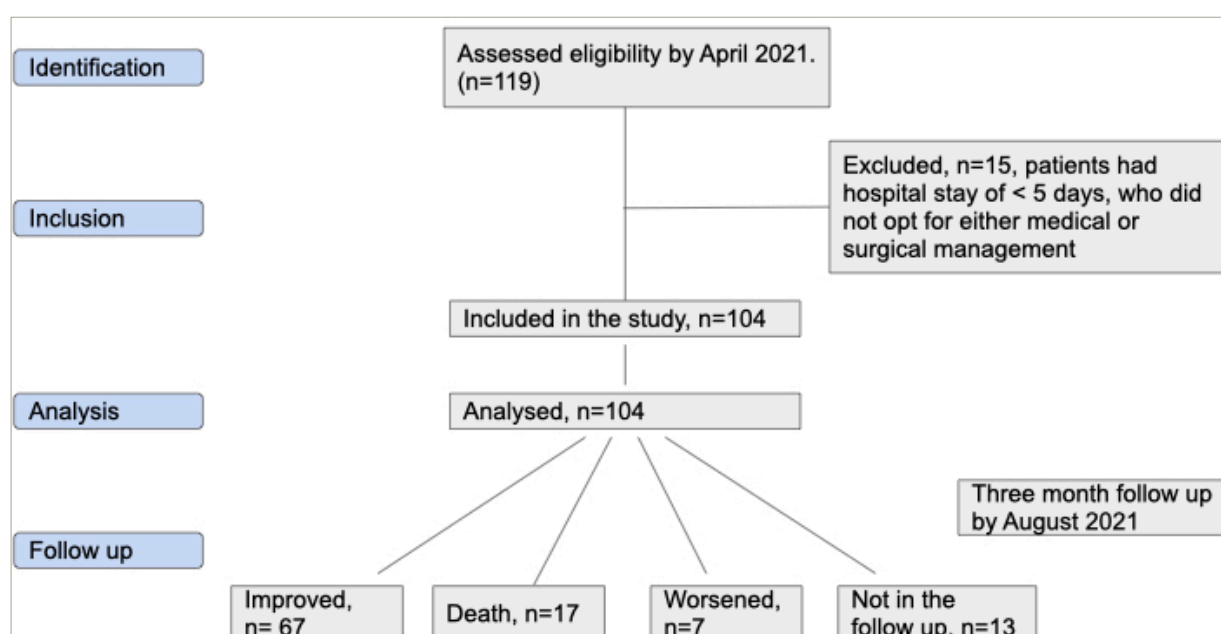 Identification
Assessed eligibility by April 2021.
(n=119)
Excluded, n=15, patients had
hospital stay of < 5 days, who did
not opt for either medical or
surgical management
Inclusion
Included in the study, n=104
Analysis
Analysed, n=104
Three month follow up
by August 2021
Follow up
Improved,
n= 67
Death, n=17
Worsened,
n=7
Not in the
follow up, n=13